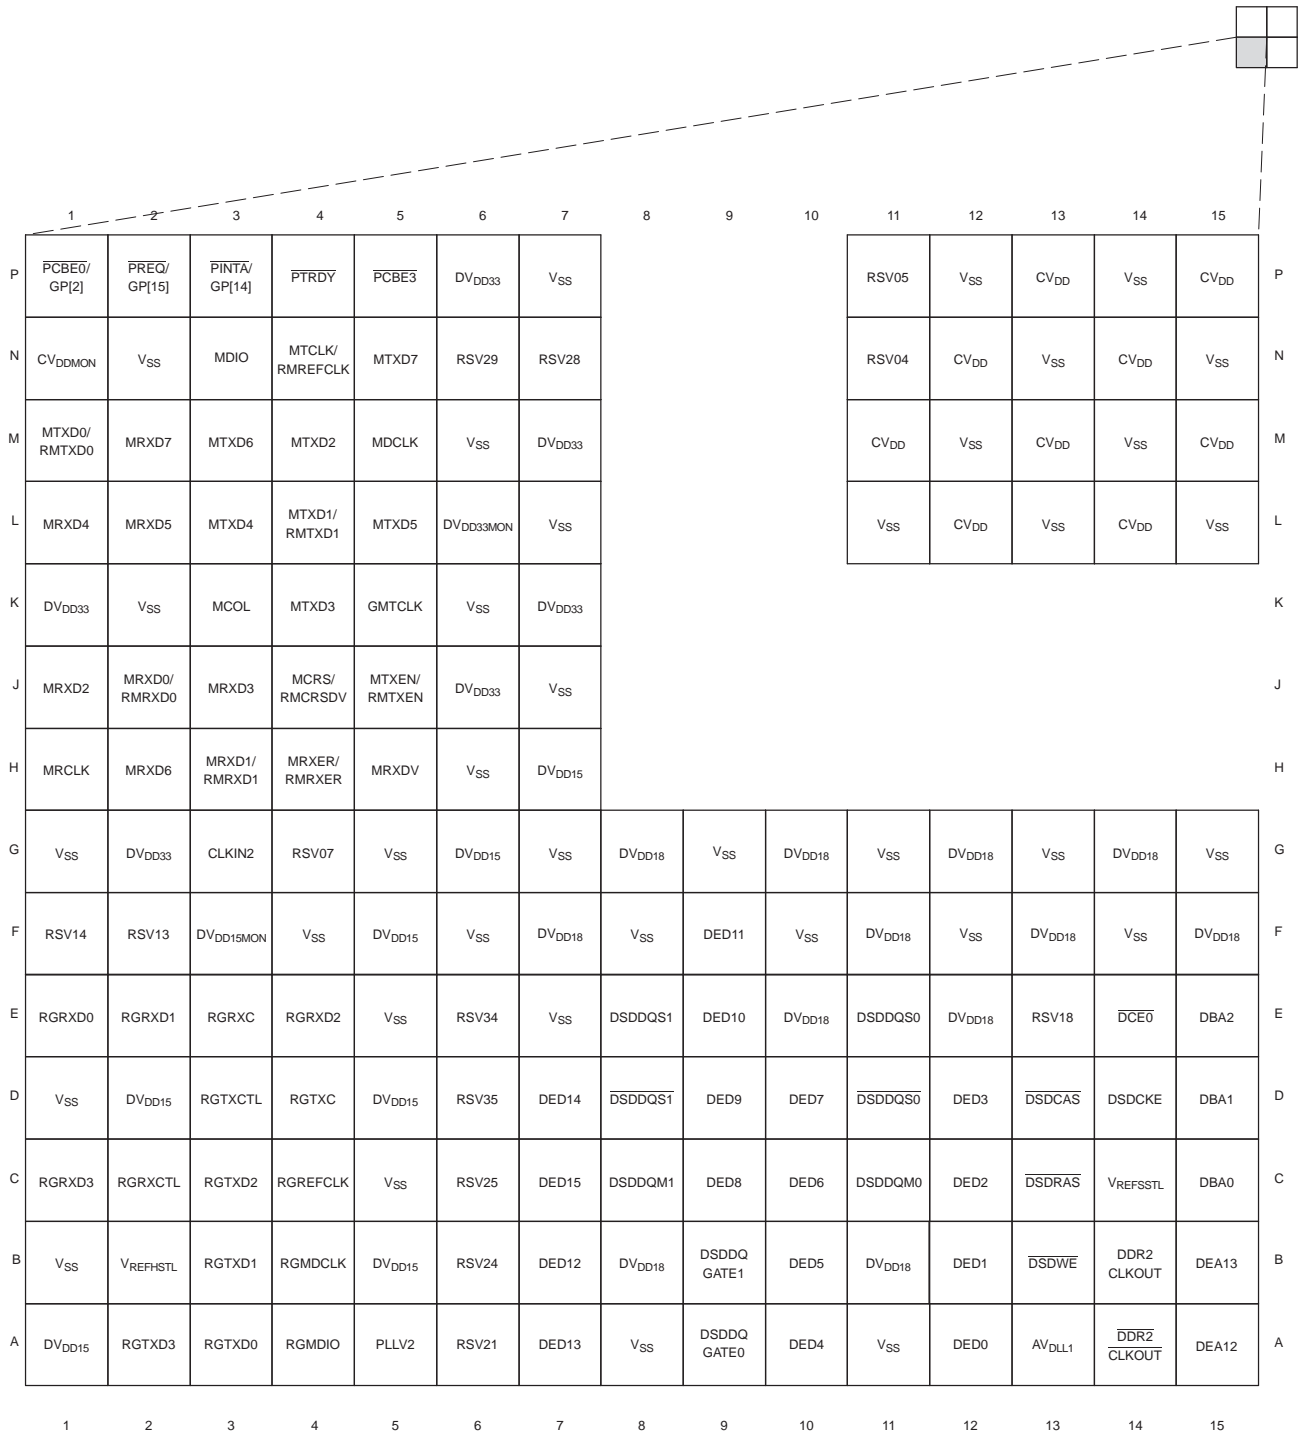 1 2 3 4 5 6 7 8 9 10 11 12 13 14 15
P PCBE0/ GP[2] PREQ/ GP[15] PINTA/ GP[14] PTRDY PCBE3 DVDD33 VSS RSV05 VSS CVDD VSS CVDD P
N CVDDMON VSS MDIO MTCLK/ RMREFCLK MTXD7 RSV29 RSV28 RSV04 CVDD VSS CVDD VSS N
M MTXD0/ RMTXD0 MRXD7 MTXD6 MTXD2 MDCLK VSS DVDD33 CVDD VSS CVDD VSS CVDD M
L MRXD4 MRXD5 MTXD4 MTXD1/ RMTXD1 MTXD5 DVDD33MON VSS VSS CVDD VSS CVDD VSS L
K DVDD33 VSS MCOL MTXD3 GMTCLK VSS DVDD33 K
J MRXD2 MRXD0/ RMRXD0 MRXD3 MCRS/ RMCRSDV MTXEN/ RMTXEN DVDD33 VSS J
H MRCLK MRXD6 MRXD1/ RMRXD1 MRXER/ RMRXER MRXDV VSS DVDD15 H
G VSS DVDD33 CLKIN2 RSV07 VSS DVDD15 VSS DVDD18 VSS DVDD18 VSS DVDD18 VSS DVDD18 VSS G
F RSV14 RSV13 DVDD15MON VSS DVDD15 VSS DVDD18 VSS DED11 VSS DVDD18 VSS DVDD18 VSS DVDD18 F
E RGRXD0 RGRXD1 RGRXC RGRXD2 VSS RSV34 VSS DSDDQS1 DED10 DVDD18 DSDDQS0 DVDD18 RSV18 DCE0 DBA2 E
D VSS DVDD15 RGTXCTL RGTXC DVDD15 RSV35 DED14 DSDDQS1 DED9 DED7 DSDDQS0 DED3 DSDCAS DSDCKE DBA1 D
C RGRXD3 RGRXCTL RGTXD2 RGREFCLK VSS RSV25 DED15 DSDDQM1 DED8 DED6 DSDDQM0 DED2 DSDRAS VREFSSTL DBA0 C
B VSS VREFHSTL RGTXD1 RGMDCLK DVDD15 RSV24 DED12 DVDD18 DSDDQ GATE1 DED5 DVDD18 DED1 DSDWE DDR2 CLKOUT DEA13 B
A DVDD15 RGTXD3 RGTXD0 RGMDIO PLLV2 RSV21 DED13 VSS DSDDQ GATE0 DED4 VSS DED0 AVDLL1 DDR2 CLKOUT DEA12 A
1 2 3 4 5 6 7 8 9 10 11 12 13 14 15